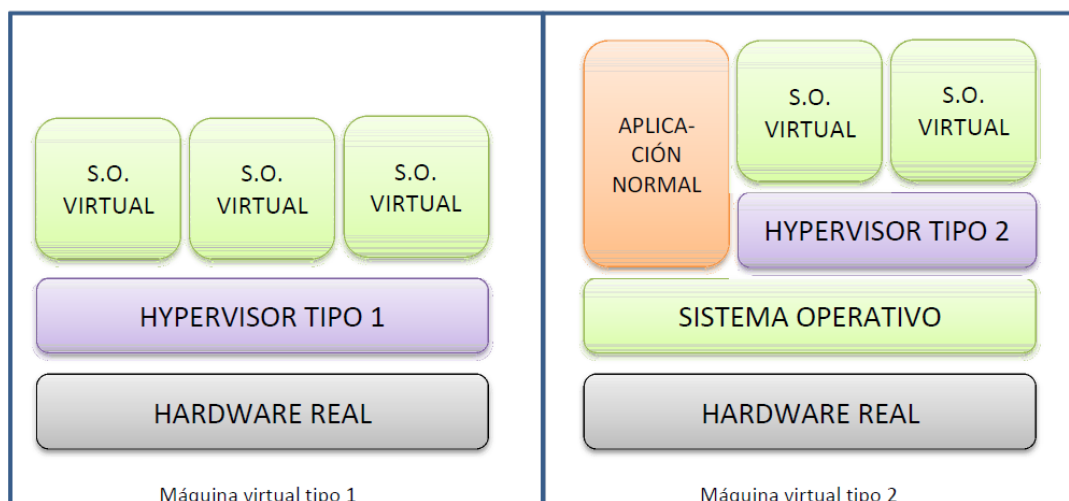 S.O.
VIRTUAL
S.O.
VIRTUAL
S.O.
VIRTUAL
HYPERVISOR TIPO 1
HARDWARE REAL
Máquina virtual tipo 1
APLICA-
CIÓN
NORMAL
S.O.
VIRTUAL
S.O.
VIRTUAL
HYPERVISOR TIPO 2
SISTEMA OPERATIVO
HARDWARE REAL
Máquina virtual tipo 2